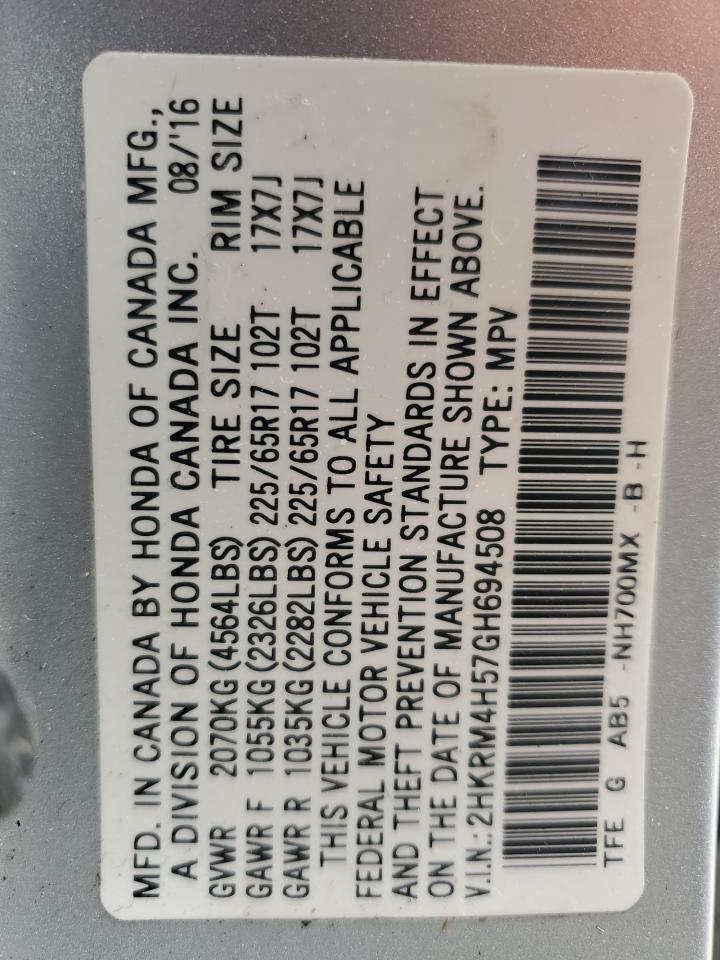 MFD. IN CANADA BY HONDA OF CANADA MFG.,
A DIVISION OF HONDA CANADA INC. 08/'16
GVWR 2070KG (4564LBS) TIRE SIZE RIM SIZE
GAWR F 1055KG (2326LBS) 225/65R17 102T 17X7J
GAWR R 1035KG (2282LBS) 225/65R17 102T 17X7J
THIS VEHICLE CONFORMS TO ALL APPLICABLE
FEDERAL MOTOR VEHICLE SAFETY
AND THEFT PREVENTION STANDARDS IN EFFECT
ON THE DATE OF MANUFACTURE SHOWN ABOVE.
V.I.N.: 2HKRM4H57GH694508 TYPE: MPV
TFE G AB5 -NH700MX -B -H